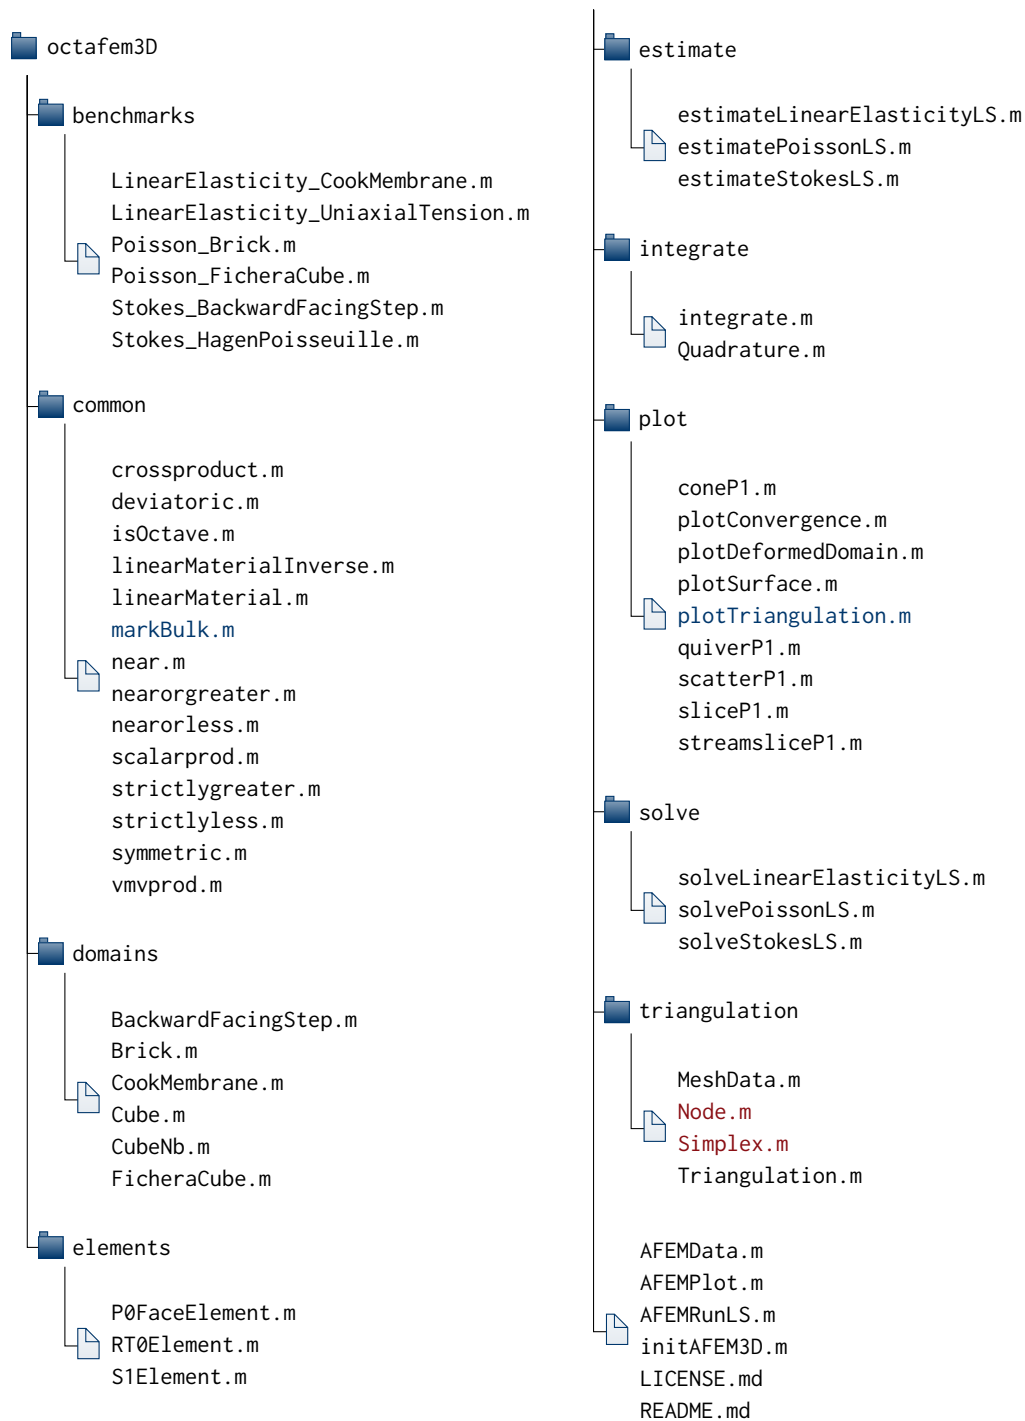 octafem3D
benchmarks
LinearElasticity_CookMembrane.m
LinearElasticity_UniaxialTension.m
Poisson_Brick.m
Poisson_FicheraCube.m
Stokes_BackwardFacingStep.m
Stokes_HagenPoisseuille.m
common
crossproduct.m
deviatoric.m
isOctave.m
linearMaterialInverse.m
linearMaterial.m
markBulk.m
near.m
nearorgreater.m
nearorless.m
scalarprod.m
strictlygreater.m
strictlyless.m
symmetric.m
vmvprod.m
domains
BackwardFacingStep.m
Brick.m
CookMembrane.m
Cube.m
CubeNb.m
FicheraCube.m
elements
P0FaceElement.m
RT0Element.m
S1Element.m
estimate
estimateLinearElasticityLS.m
estimatePoissonLS.m
estimateStokesLS.m
integrate
integrate.m
Quadrature.m
plot
coneP1.m
plotConvergence.m
plotDeformedDomain.m
plotSurface.m
plotTriangulation.m
quiverP1.m
scatterP1.m
sliceP1.m
streamsliceP1.m
solve
solveLinearElasticityLS.m
solvePoissonLS.m
solveStokesLS.m
triangulation
MeshData.m
Node.m
Simplex.m
Triangulation.m
AFEMData.m
AFEMPlot.m
AFEMRunLS.m
initAFEM3D.m
LICENSE.md
README.md